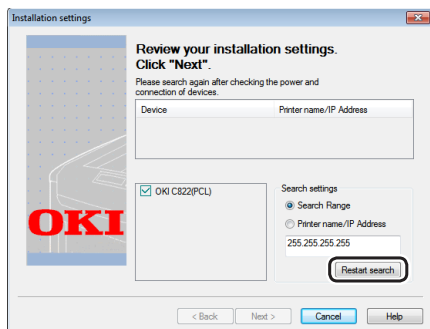 Installation settings
Review your installation settings.
Click "Next".
Please search again after checking the power and
connection of devices.
Device Printer name/IP Address
OKI C822(PCL)
Search settings
Search Range
Printer name/IP Address
255.255.255.255
Restart search
OKI
< Back Next > Cancel Help